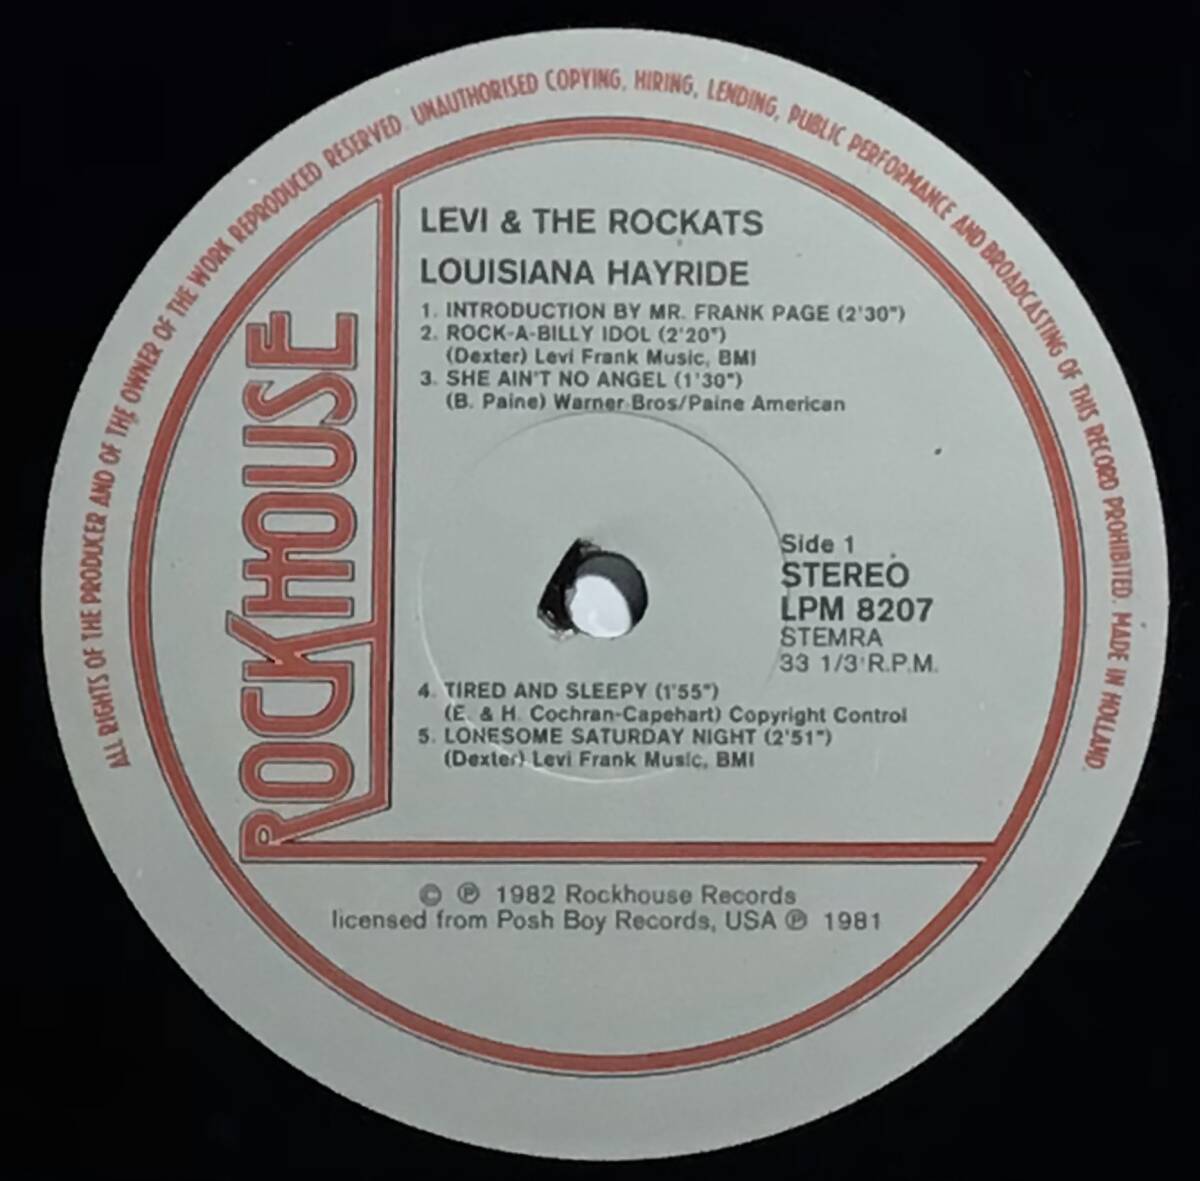 ALL RIGHTS OF THE PRODUCER AND OF THE OWNER OF THE WORK REPRODUCED RESERVED. UNAUTHORISED COPYING, HIRING, LENDING, PUBLIC PERFORMANCE AND BROADCASTING OF THIS RECORD PROHIBITED. MADE IN HOLLAND.
ROCKHOUSE
LEVI & THE ROCKATS
LOUISIANA HAYRIDE
1. INTRODUCTION BY MR. FRANK PAGE (2'30")
2. ROCK-A-BILLY IDOL (2'20")
(Dexter) Levi Frank Music, BMI
3. SHE AIN'T NO ANGEL (1'30")
(B. Paine) Warner Bros/Paine American
Side 1
STEREO
LPM 8207
STEMRA
33 1/3 R.P.M.
4. TIRED AND SLEEPY (1'55")
(E. & H. Cochran-Capehart) Copyright Control
5. LONESOME SATURDAY NIGHT (2'51")
(Dexter) Levi Frank Music, BMI
© ℗ 1982 Rockhouse Records
licensed from Posh Boy Records, USA ℗ 1981